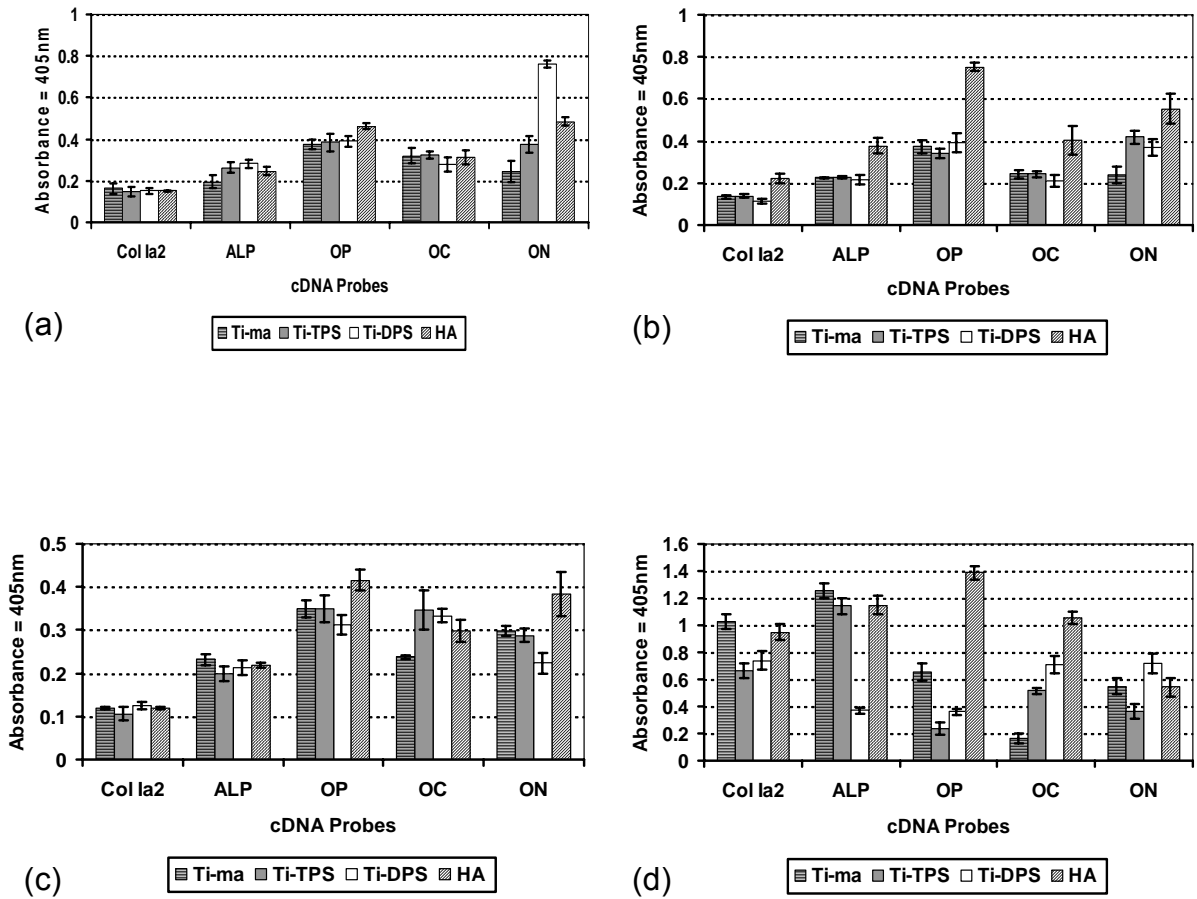 Absorbance = 405nm
1
0.8
0.6
0.4
0.2
0
Col Ia2 ALP OP OC ON
cDNA Probes
(a)
Ti-ma Ti-TPS Ti-DPS HA
Absorbance = 405nm
1
0.8
0.6
0.4
0.2
0
Col Ia2 ALP OP OC ON
cDNA Probes
(b)
Ti-ma Ti-TPS Ti-DPS HA
Absorbance = 405nm
0.5
0.4
0.3
0.2
0.1
0
Col Ia2 ALP OP OC ON
cDNA Probes
(c)
Ti-ma Ti-TPS Ti-DPS HA
Absorbance = 405nm
1.6
1.4
1.2
1
0.8
0.6
0.4
0.2
0
Col Ia2 ALP OP OC ON
cDNA Probes
(d)
Ti-ma Ti-TPS Ti-DPS HA